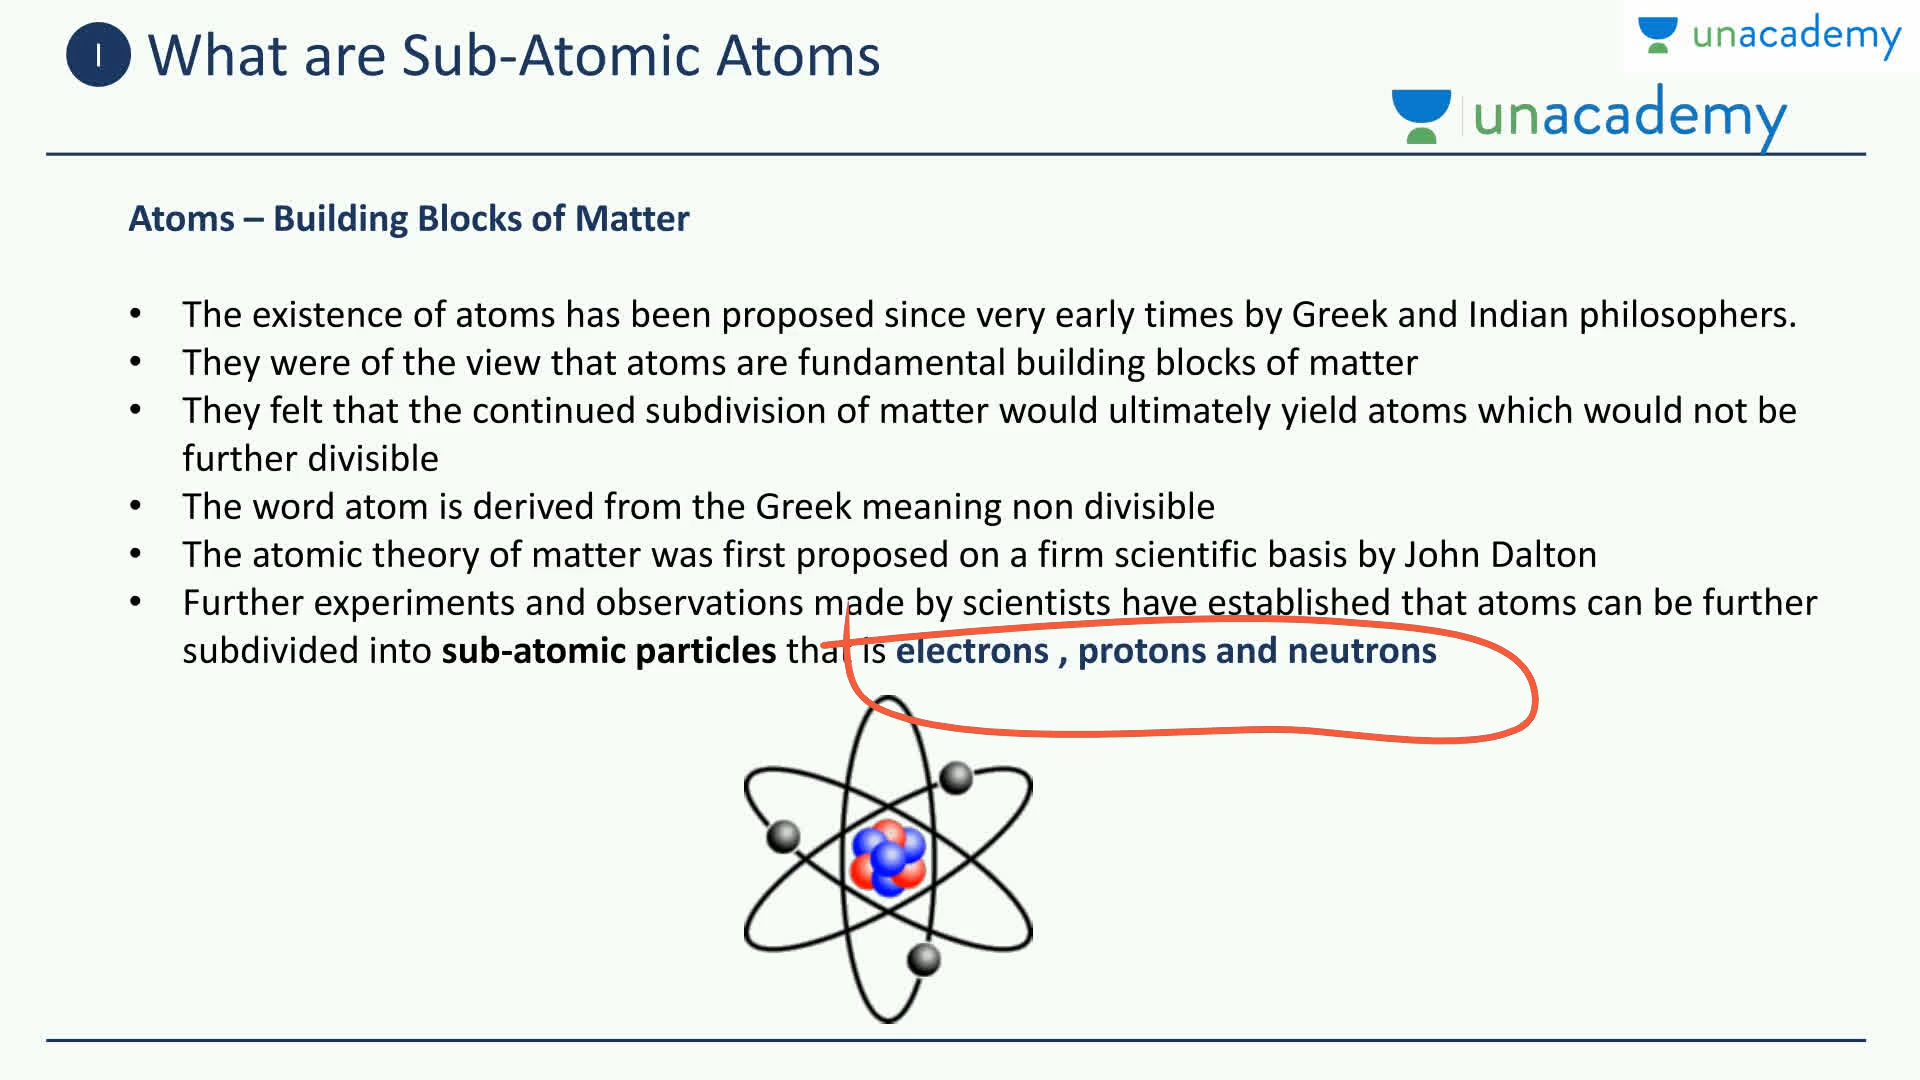 I What are Sub-Atomic Atoms
unacademy
unacademy
Atoms – Building Blocks of Matter
• The existence of atoms has been proposed since very early times by Greek and Indian philosophers.
• They were of the view that atoms are fundamental building blocks of matter
• They felt that the continued subdivision of matter would ultimately yield atoms which would not be
further divisible
• The word atom is derived from the Greek meaning non divisible
• The atomic theory of matter was first proposed on a firm scientific basis by John Dalton
• Further experiments and observations made by scientists have established that atoms can be further
subdivided into sub-atomic particles that is electrons , protons and neutrons